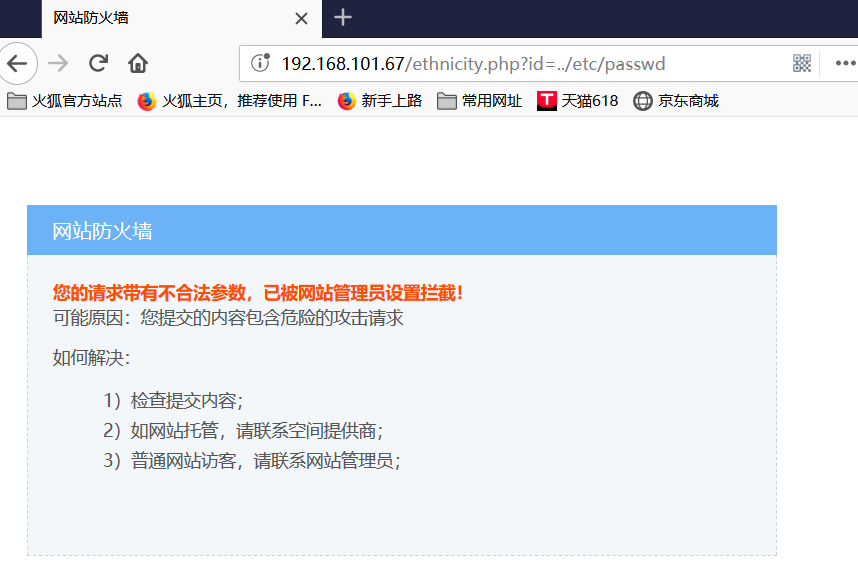 网站防火墙
192.168.101.67/ethnicity.php?id=../etc/passwd
火狐官方站点 火狐主页，推荐使用 F... 新手上路 常用网址 天猫618 京东商城
网站防火墙
您的请求带有不合法参数，已被网站管理员设置拦截！
可能原因：您提交的内容包含危险的攻击请求
如何解决：
1）检查提交内容；
2）如网站托管，请联系空间提供商；
3）普通网站访客，请联系网站管理员；